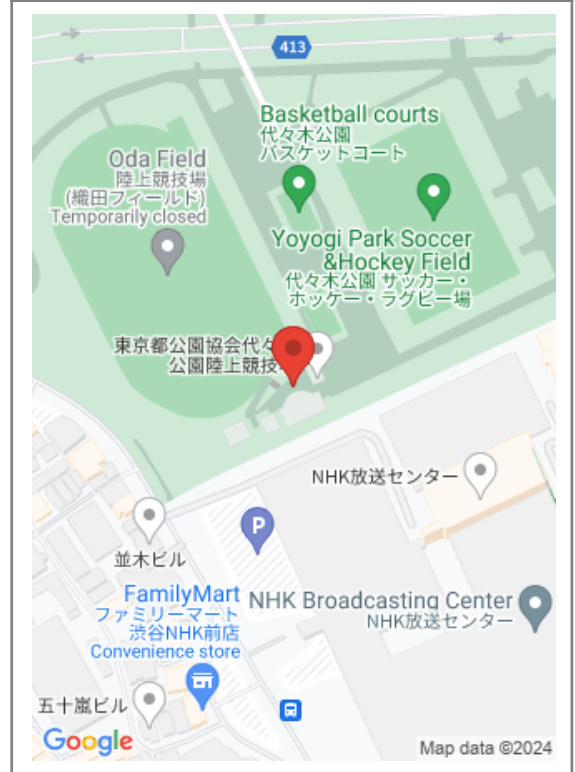 413
Basketball courts
代々木公園
バスケットコート
Oda Field
陸上競技場
(織田フィールド)
Temporarily closed
Yoyogi Park Soccer
&Hockey Field
代々木公園 サッカー・
ホッケー・ラグビー場
東京都公園協会代々
公園陸上競技
NHK放送センター
P
並木ビル
FamilyMart
ファミリーマート
渋谷NHK前店
Convenience store
NHK Broadcasting Center
NHK放送センター
五十嵐ビル
Google
Map data ©2024